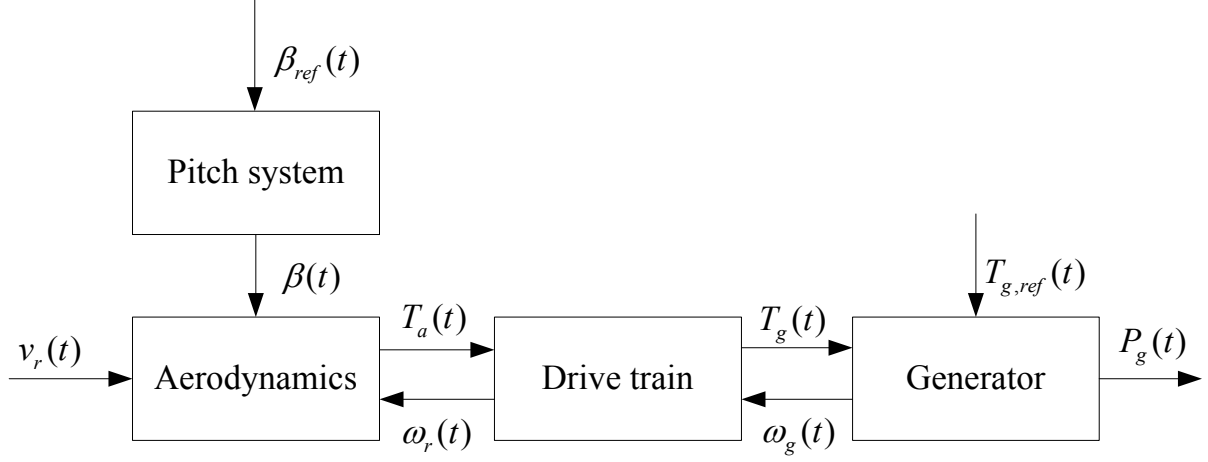 β_ref(t)
Pitch system
β(t)
T_g,ref(t)
v_r(t)
Aerodynamics
T_a(t)
ω_r(t)
Drive train
T_g(t)
ω_g(t)
Generator
P_g(t)